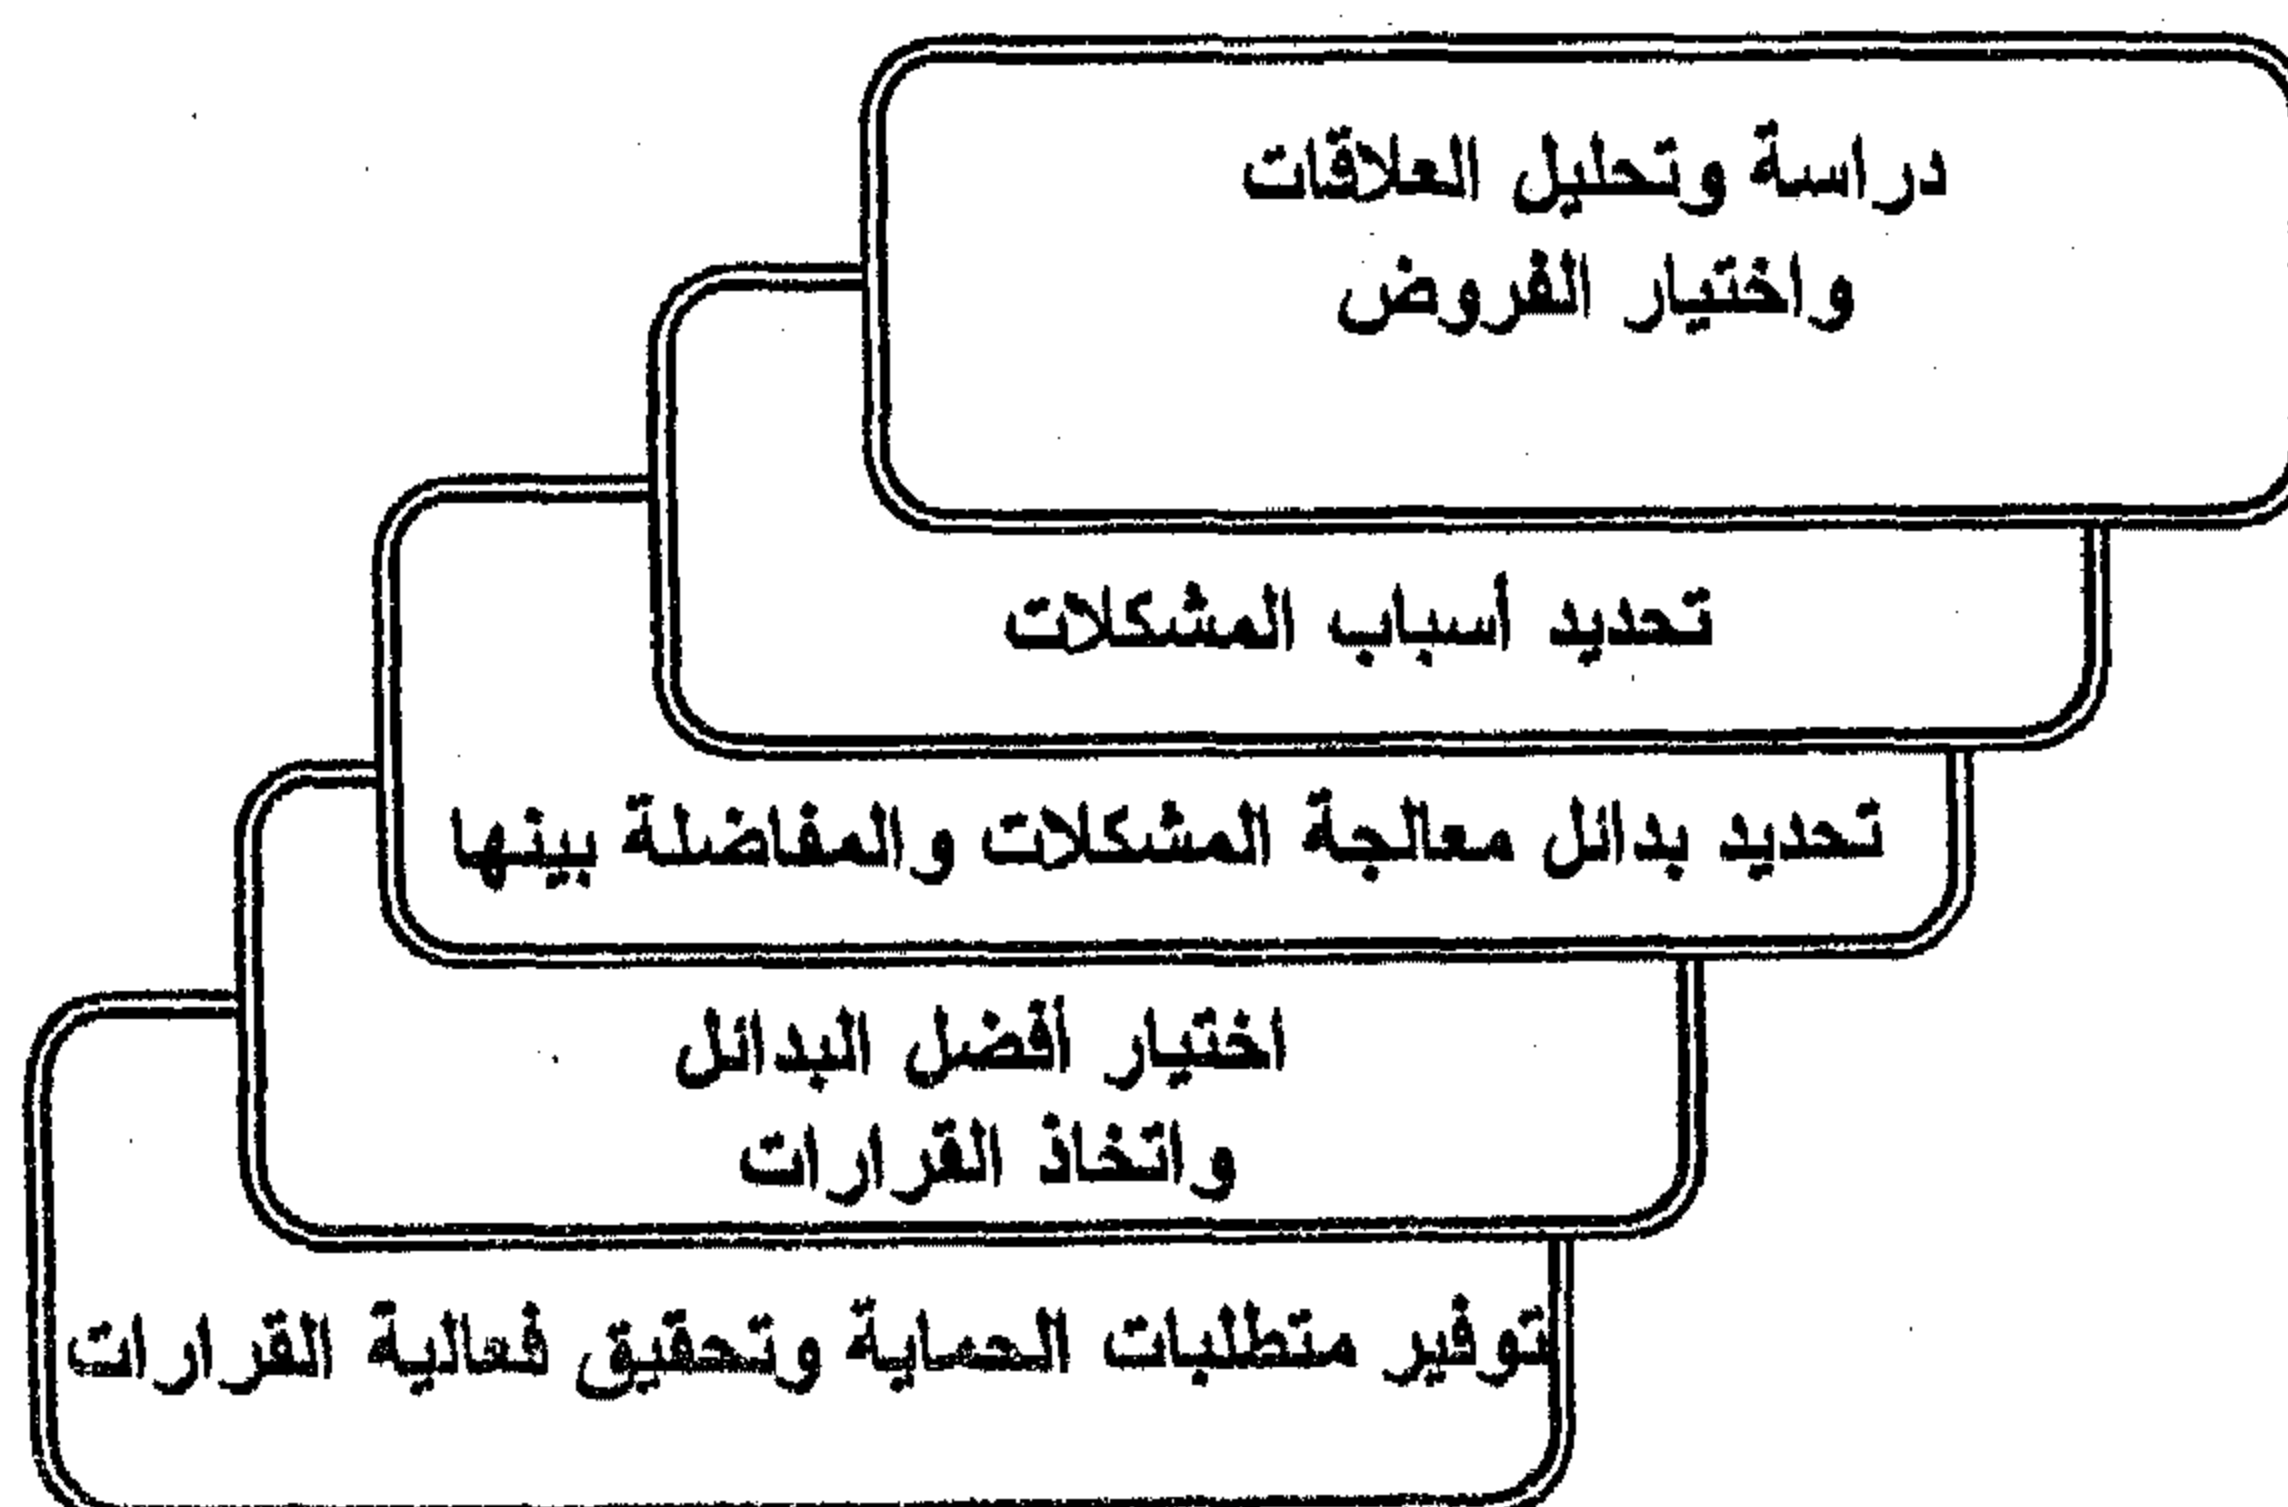 دراسة وتحليل العلاقات
واختيار الفروض
تحديد أسباب المشكلات
تحديد بدائل معالجة المشكلات والمفاضلة بينها
اختيار أفضل البدائل
واتخاذ القرارات
توفير متطلبات الحماية وتحقيق فعالية القرارات